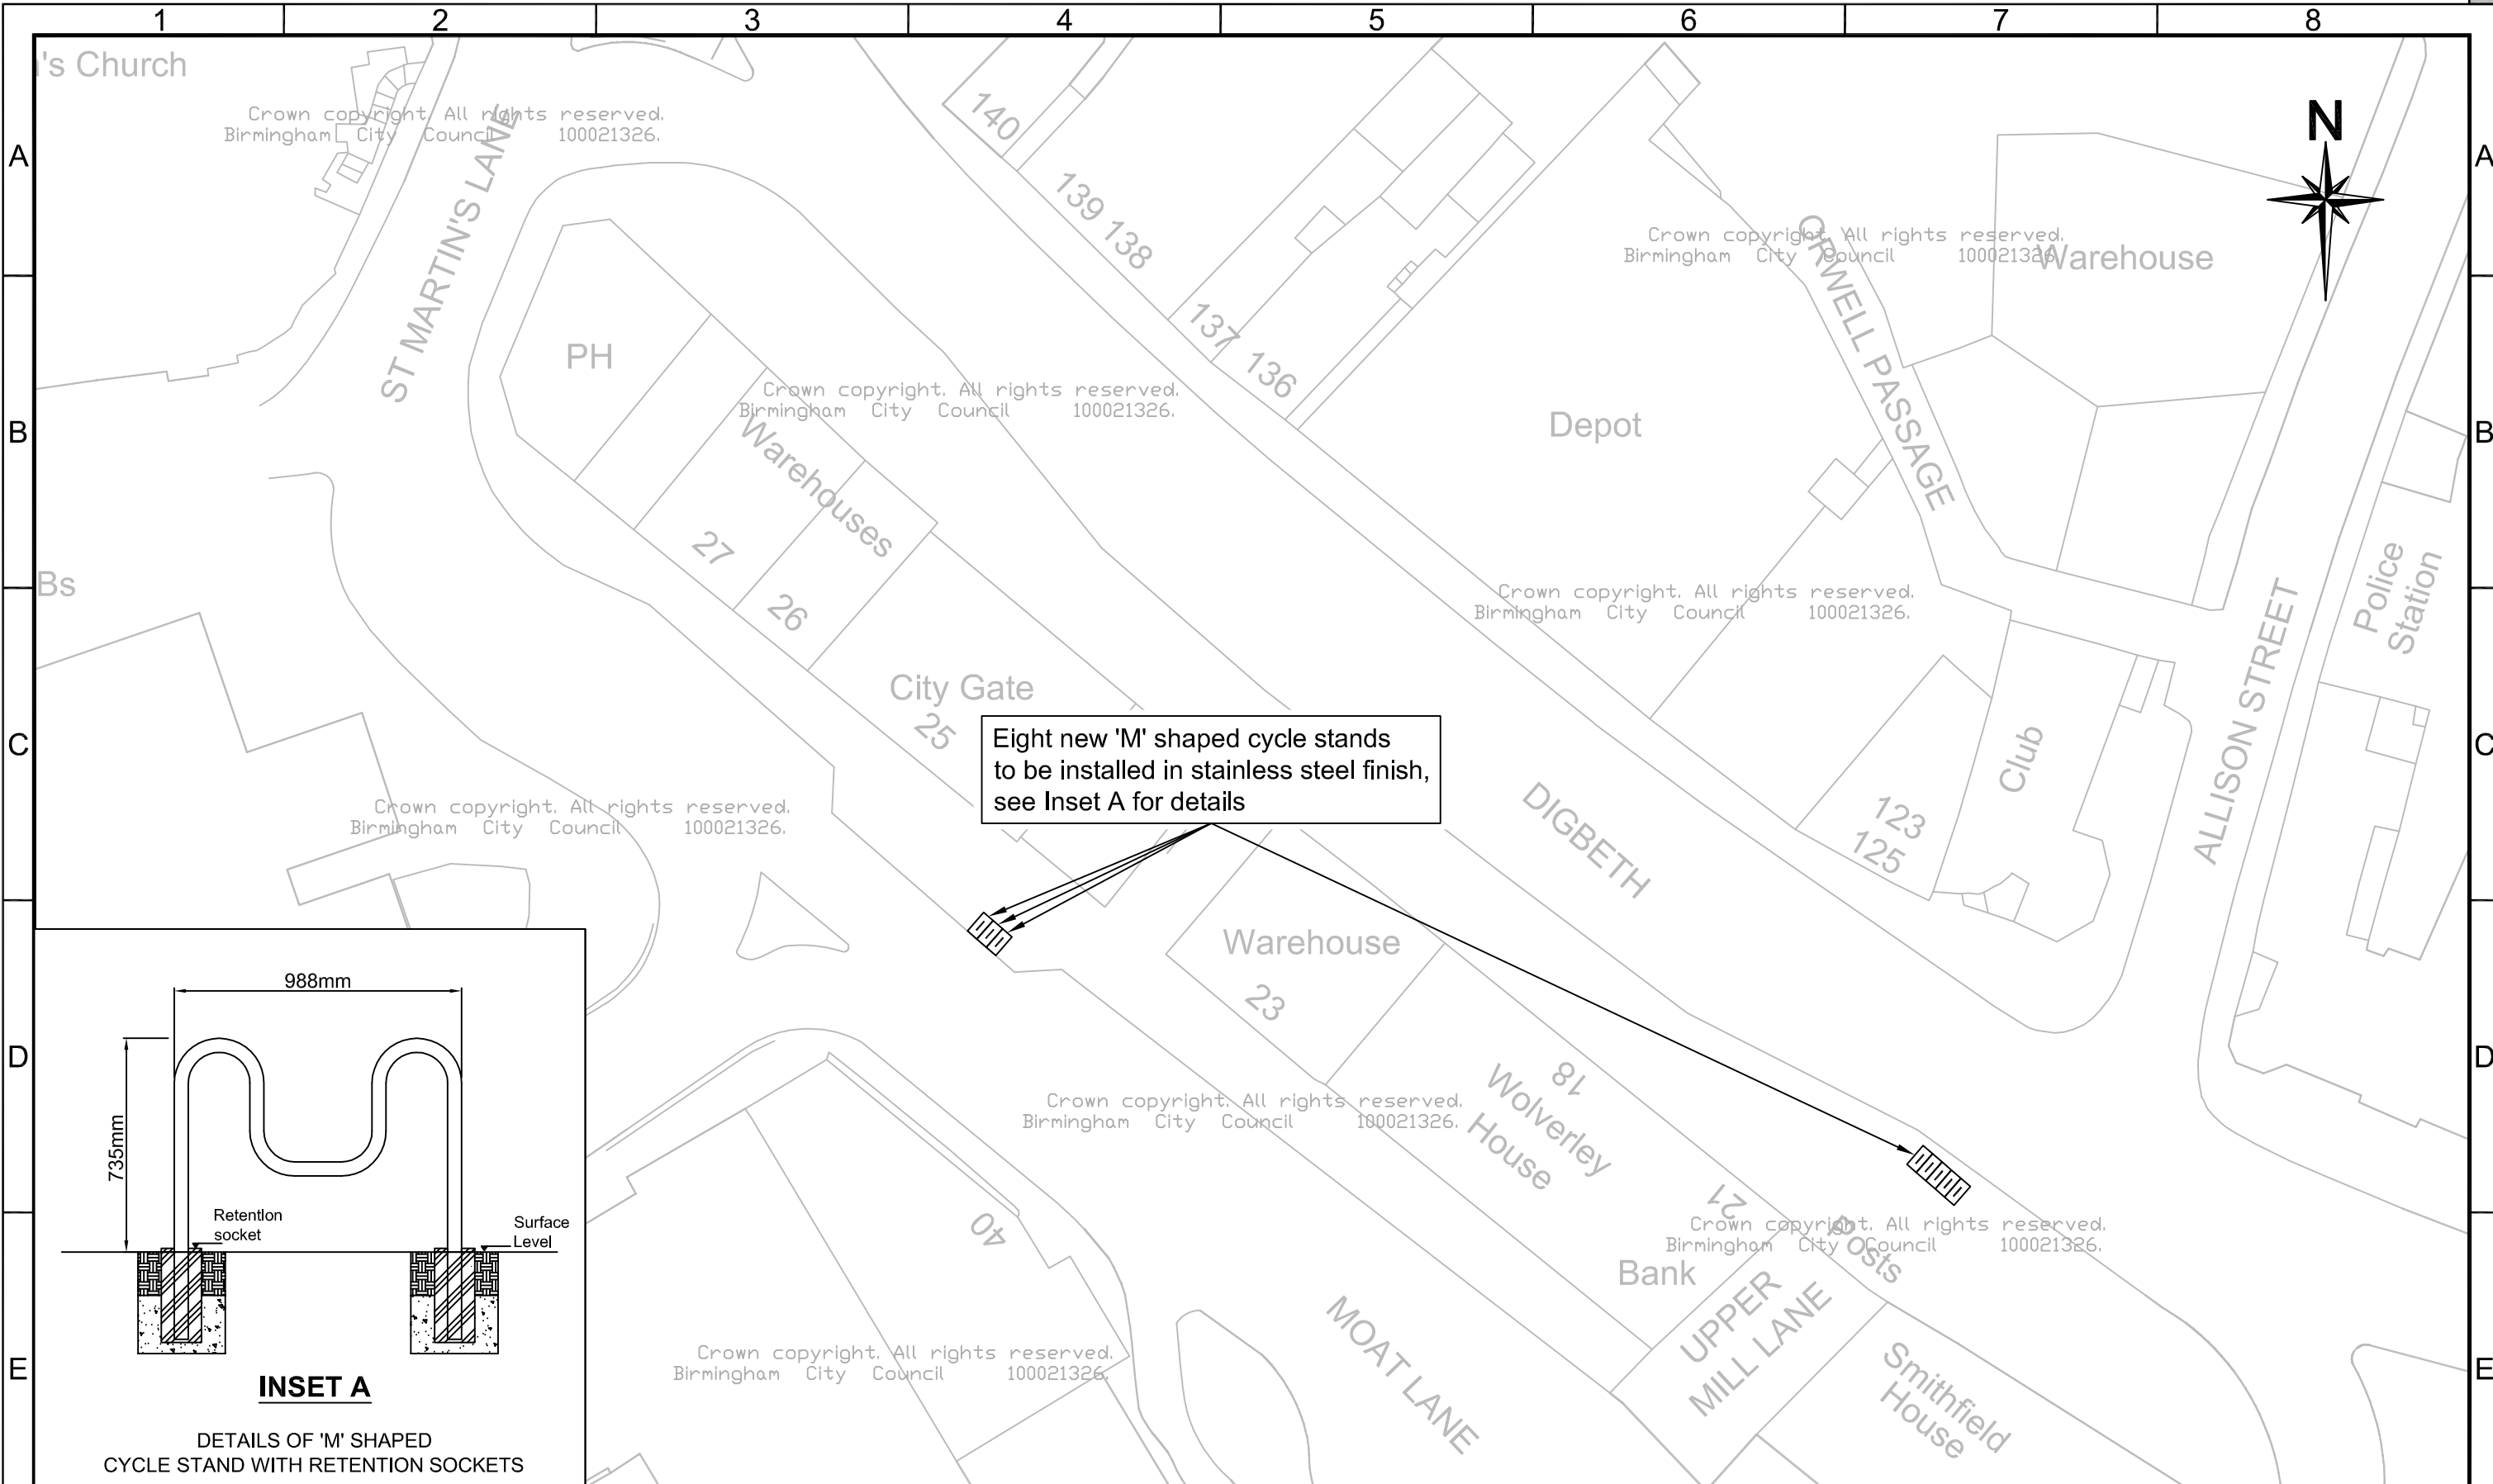 1 2 3 4 5 6 7 8
's Church
Crown copyright. All rights reserved.
Birmingham City Council 100021326.
ST MARTIN'S LANE
140
139 138
137 136
A
A
N
Crown copyright. All rights reserved.
Birmingham City Council 100021326.
Warehouse
ORWELL PASSAGE
PH
Crown copyright. All rights reserved.
Birmingham City Council 100021326.
Warehouses
Depot
B
B
27
26
Bs
Crown copyright. All rights reserved.
Birmingham City Council 100021326.
Police
Station
ALLISON STREET
City Gate
25
C
C
Eight new 'M' shaped cycle stands
to be installed in stainless steel finish,
see Inset A for details
Club
Crown copyright. All rights reserved.
Birmingham City Council 100021326.
DIGBETH
123
125
Warehouse
23
988mm
735mm
D
D
18
Wolverley
House
Crown copyright. All rights reserved.
Birmingham City Council 100021326.
21
Posts
Retention
socket
Surface
Level
40
Crown copyright. All rights reserved.
Birmingham City Council 100021326.
Bank
UPPER
MILL LANE
MOAT LANE
Smithfield
House
Crown copyright. All rights reserved.
Birmingham City Council 100021326.
E
E
INSET A
DETAILS OF 'M' SHAPED
CYCLE STAND WITH RETENTION SOCKETS